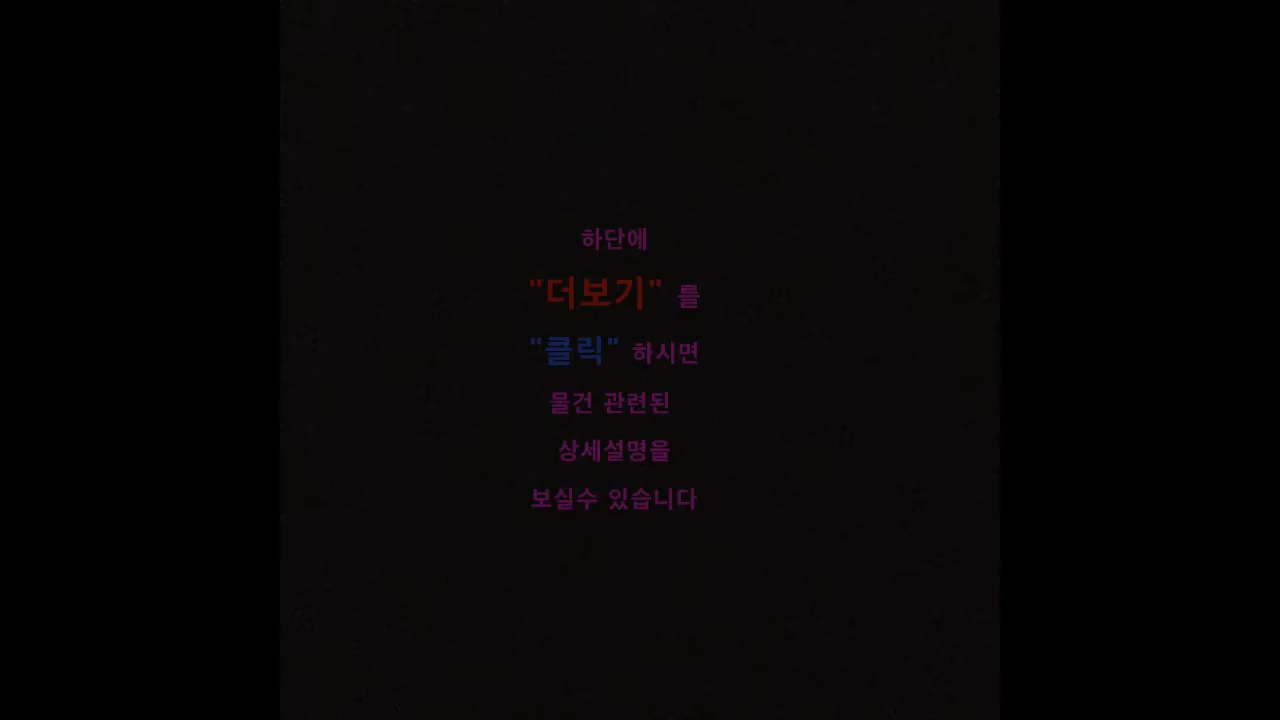 하단에
"더보기" 를
"클릭" 하시면
물건 관련된
상세설명을
보실수 있습니다